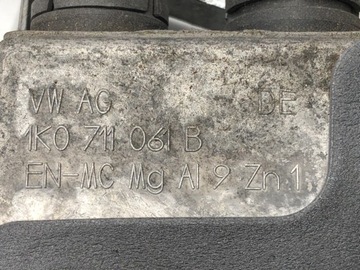 VW AG DE
1K0 711 061 B
EN-MC Mg Al 9 Zn 1